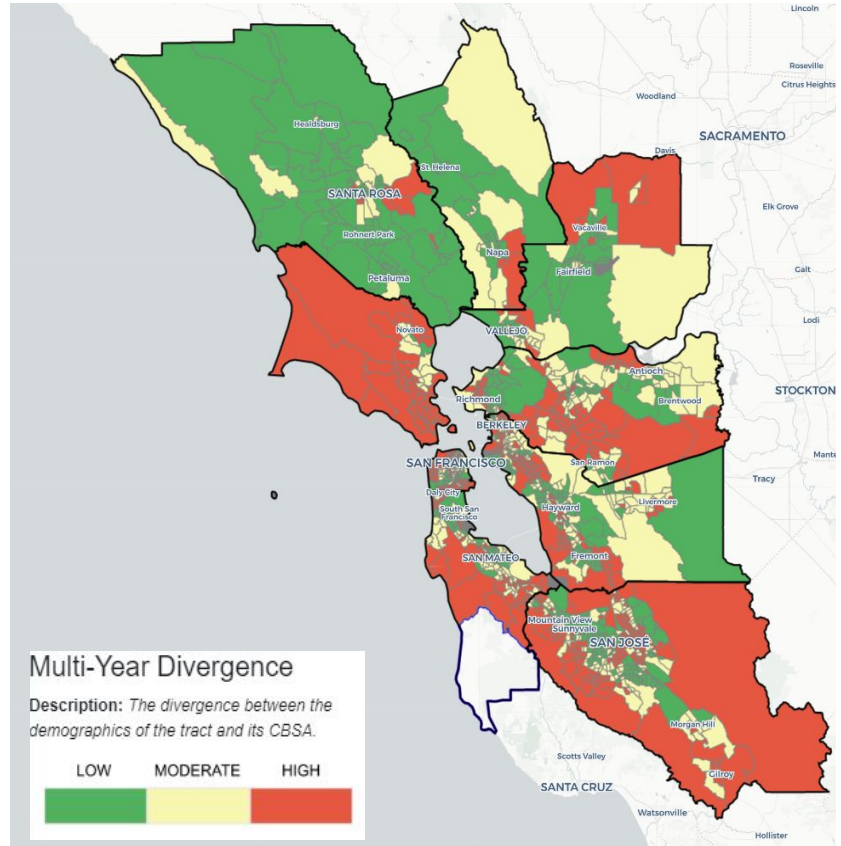 Lincoln
Roseville
Citrus Heights
Woodland
SACRAMENTO
Davis
Healdsburg
St. Helena
SANTA ROSA
Elk Grove
Vacaville
Rohnert Park
Napa
Galt
Fairfield
Petaluma
Lodi
Novato
VALLEJO
Antioch
STOCKTON
Richmond
Brentwood
BERKELEY
Mante
SAN FRANCISCO
San Ramon
Tracy
Daly City
Livermore
South San
Francisco
Hayward
SAN MATEO
Fremont
Mountain View
Sunnyvale
SAN JOSÉ
Multi-Year Divergence
Description: The divergence between the
demographics of the tract and its CBSA.
LOW MODERATE HIGH
Morgan Hill
Gilroy
Scotts Valley
SANTA CRUZ
Watsonville
Hollister